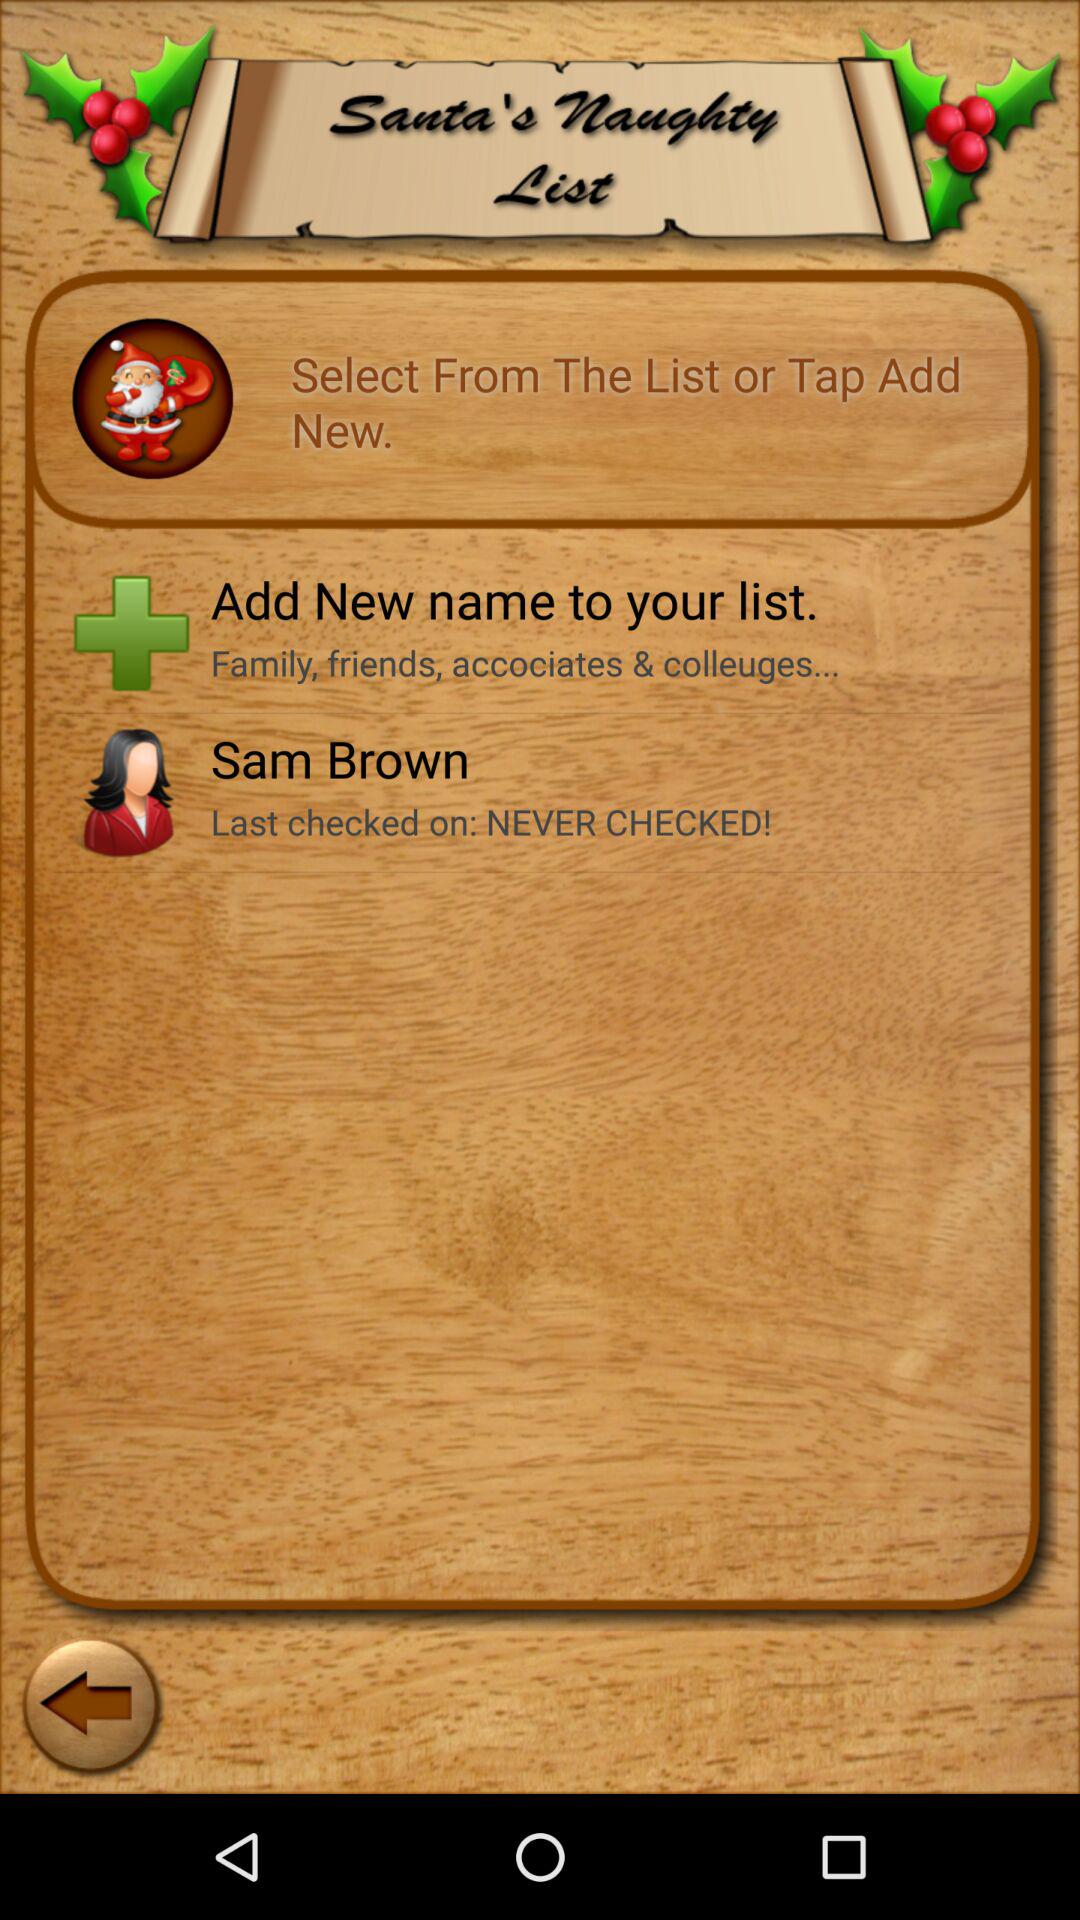 Santa's Naughty
List
Select From The List or Tap Add
New.
Add New name to your list.
Family, friends, accociates & colleuges...
Sam Brown
Last checked on: NEVER CHECKED!